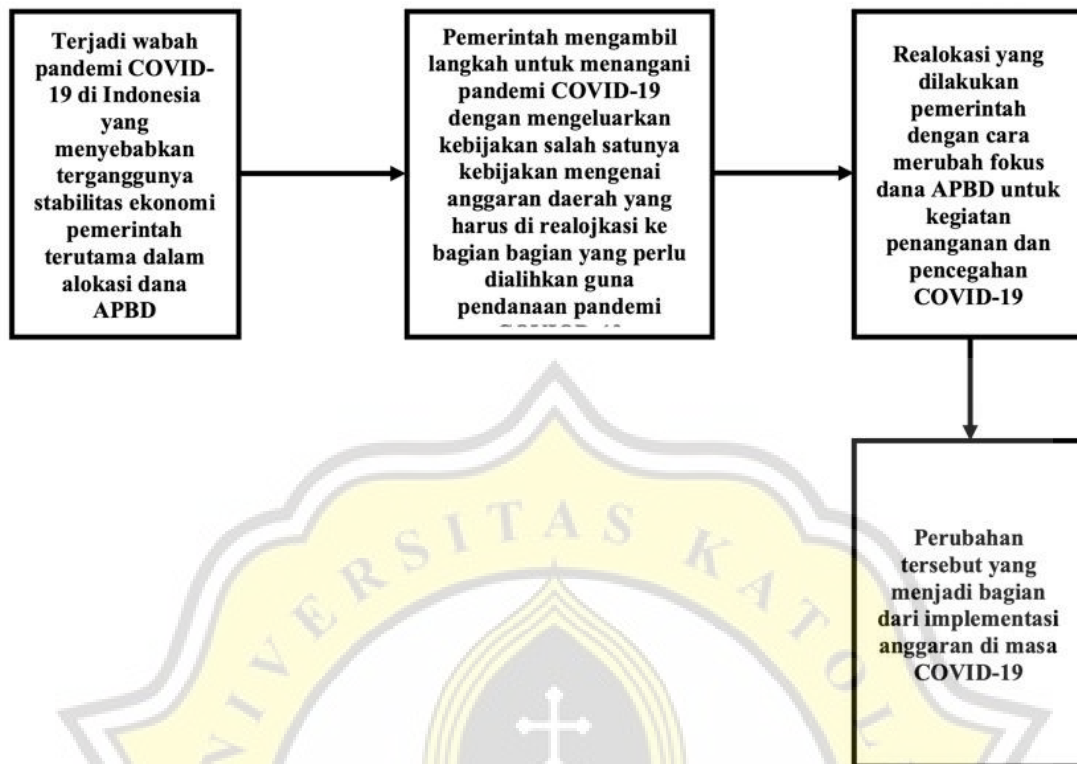 Terjadi wabah
pandemi COVID-
19 di Indonesia
yang
menyebabkan
terganggunya
stabilitas ekonomi
pemerintah
terutama dalam
alokasi dana
APBD
Pemerintah mengambil
langkah untuk menangani
pandemi COVID-19
dengan mengeluarkan
kebijakan salah satunya
kebijakan mengenai
anggaran daerah yang
harus di realojkasi ke
bagian bagian yang perlu
dialihkan guna
pendanaan pandemi
Realokasi yang
dilakukan
pemerintah
dengan cara
merubah fokus
dana APBD untuk
kegiatan
penanganan dan
pencegahan
COVID-19
Perubahan
tersebut yang
menjadi bagian
dari implementasi
anggaran di masa
COVID-19
UNIVERSITAS KATOL